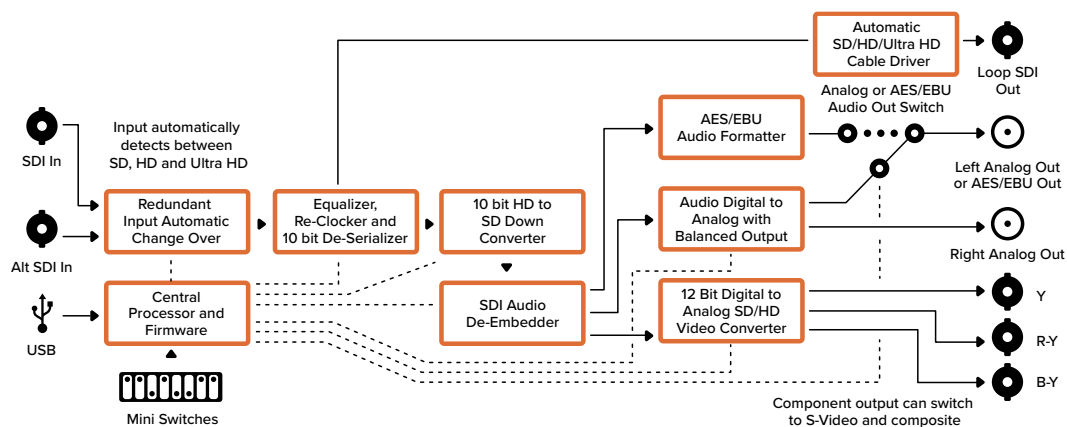 Automatic
SD/HD/Ultra HD
Cable Driver
Loop SDI
Out
Analog or AES/EBU
Audio Out Switch
AES/EBU
Audio Formatter
Input automatically
detects between
SD, HD and Ultra HD
SDI In
Left Analog Out
or AES/EBU Out
Redundant
Input Automatic
Change Over
Equalizer,
Re-Clocker and
10 bit De-Serializer
10 bit HD to
SD Down
Converter
Audio Digital to
Analog with
Balanced Output
Alt SDI In
Right Analog Out
Central
Processor and
Firmware
SDI Audio
De-Embedder
12 Bit Digital to
Analog SD/HD
Video Converter
Y
USB
R-Y
B-Y
Mini Switches
Component output can switch
to S-Video and composite